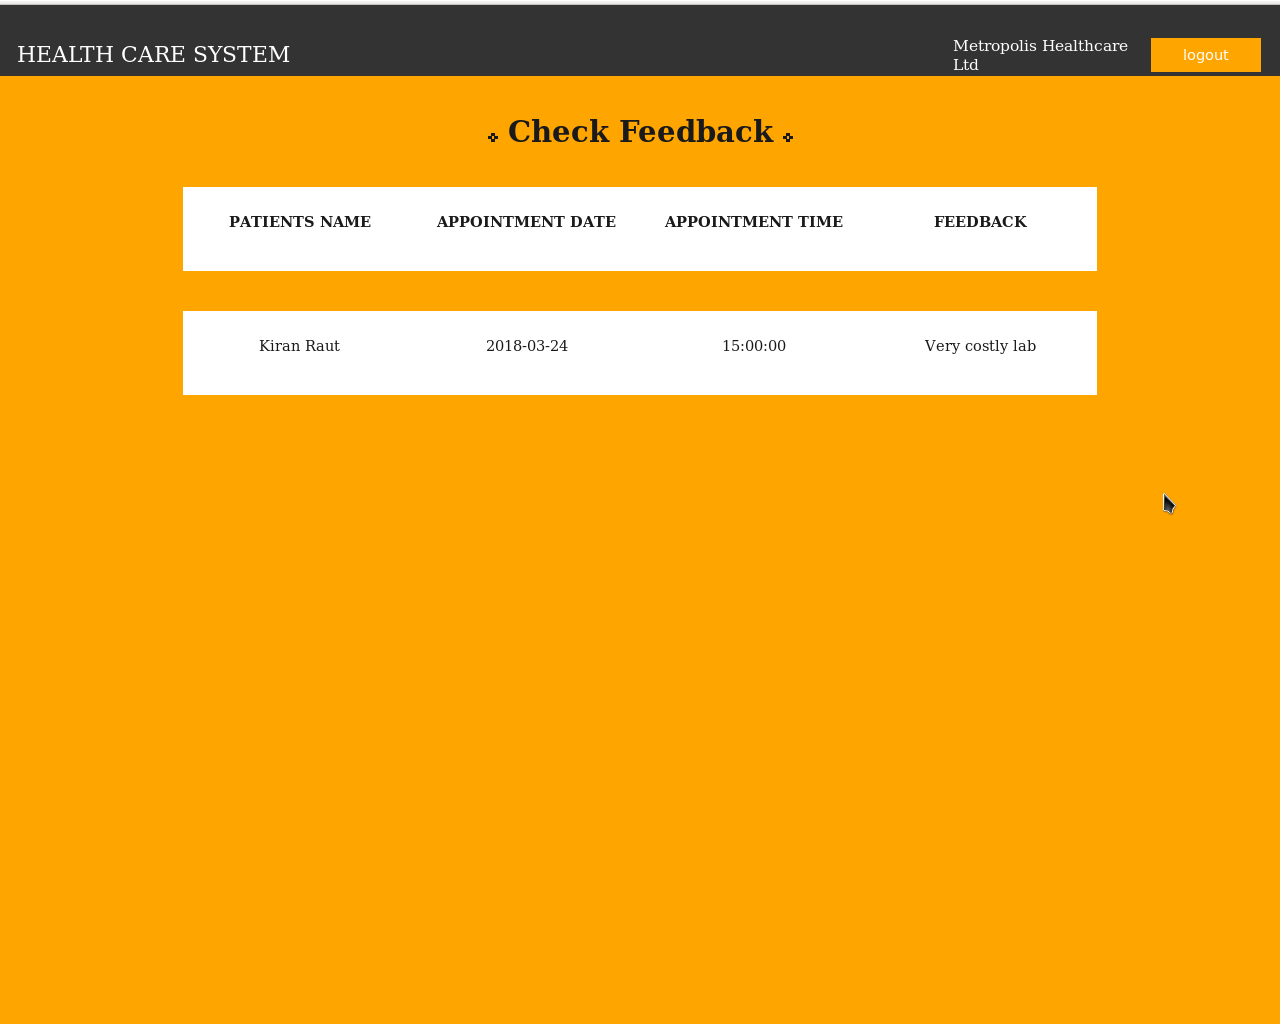 HEALTH CARE SYSTEM
Metropolis Healthcare
Ltd
logout
Check Feedback
PATIENTS NAME APPOINTMENT DATE APPOINTMENT TIME FEEDBACK
Kiran Raut 2018-03-24 15:00:00 Very costly lab